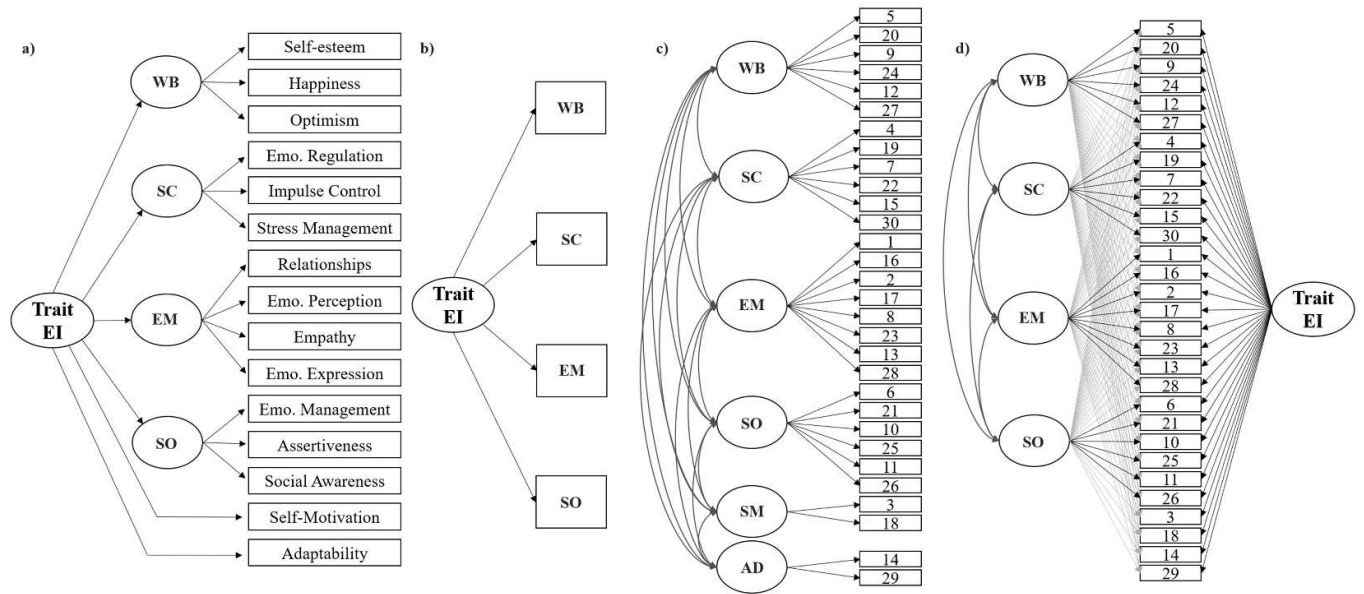 a)
WB
SC
Trait
EI
EM
SO
Self-esteem
Happiness
Optimism
Emo. Regulation
Impulse Control
Stress Management
Relationships
Emo. Perception
Empathy
Emo. Expression
Emo. Management
Assertiveness
Social Awareness
Self-Motivation
Adaptability
b)
Trait
EI
WB
SC
EM
SO
c)
WB
SC
EM
SO
SM
AD
5
20
9
24
12
27
4
19
7
22
15
30
1
16
2
17
8
23
13
28
6
21
10
25
11
26
3
18
14
29
d)
WB
SC
EM
SO
5
20
9
24
12
27
4
19
7
22
15
30
1
16
2
17
8
23
13
28
6
21
10
25
11
26
3
18
14
29
Trait
EI